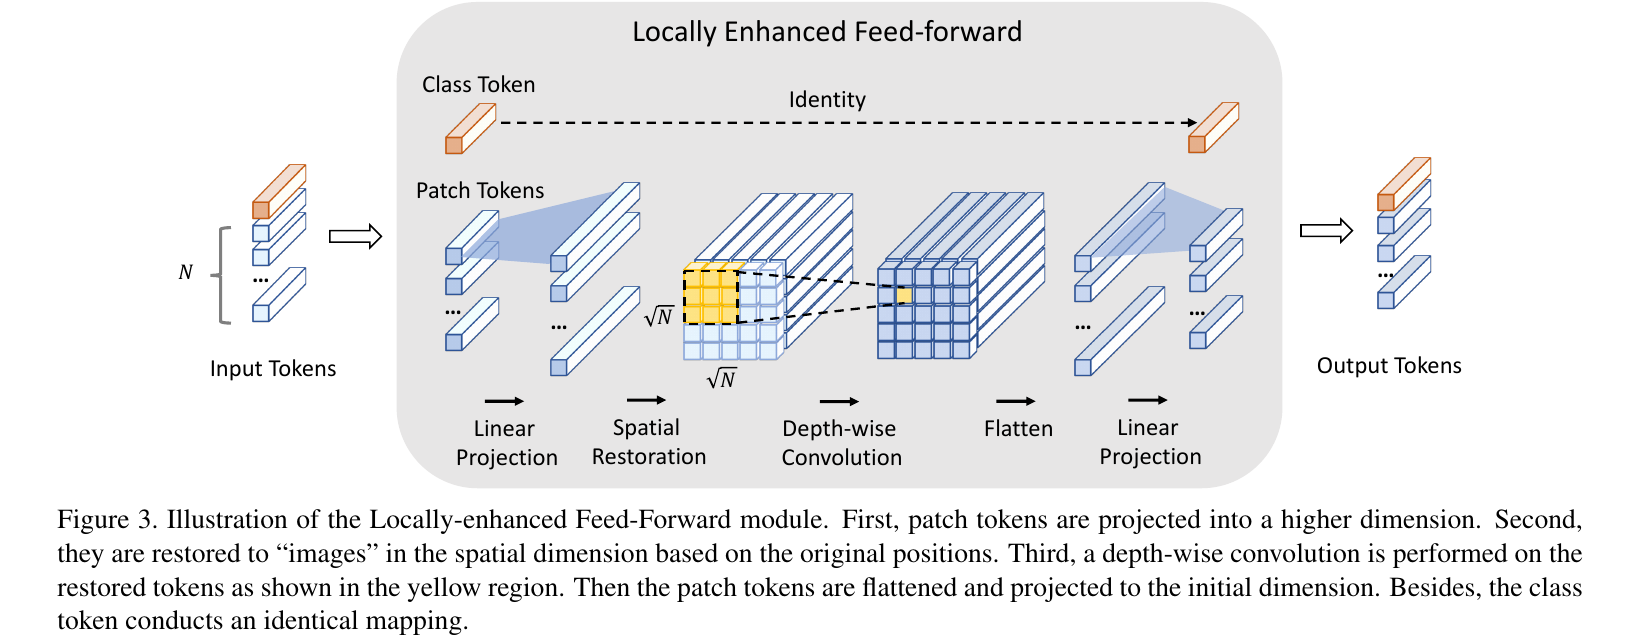 Locally Enhanced Feed-forward
Class Token
Identity
Patch Tokens
N
...
...
...
...
...
...
√N
√N
Input Tokens
Output Tokens
Linear
Projection
Spatial
Restoration
Depth-wise
Convolution
Flatten
Linear
Projection
Figure 3. Illustration of the Locally-enhanced Feed-Forward module. First, patch tokens are projected into a higher dimension. Second,
they are restored to “images” in the spatial dimension based on the original positions. Third, a depth-wise convolution is performed on the
restored tokens as shown in the yellow region. Then the patch tokens are flattened and projected to the initial dimension. Besides, the class
token conducts an identical mapping.